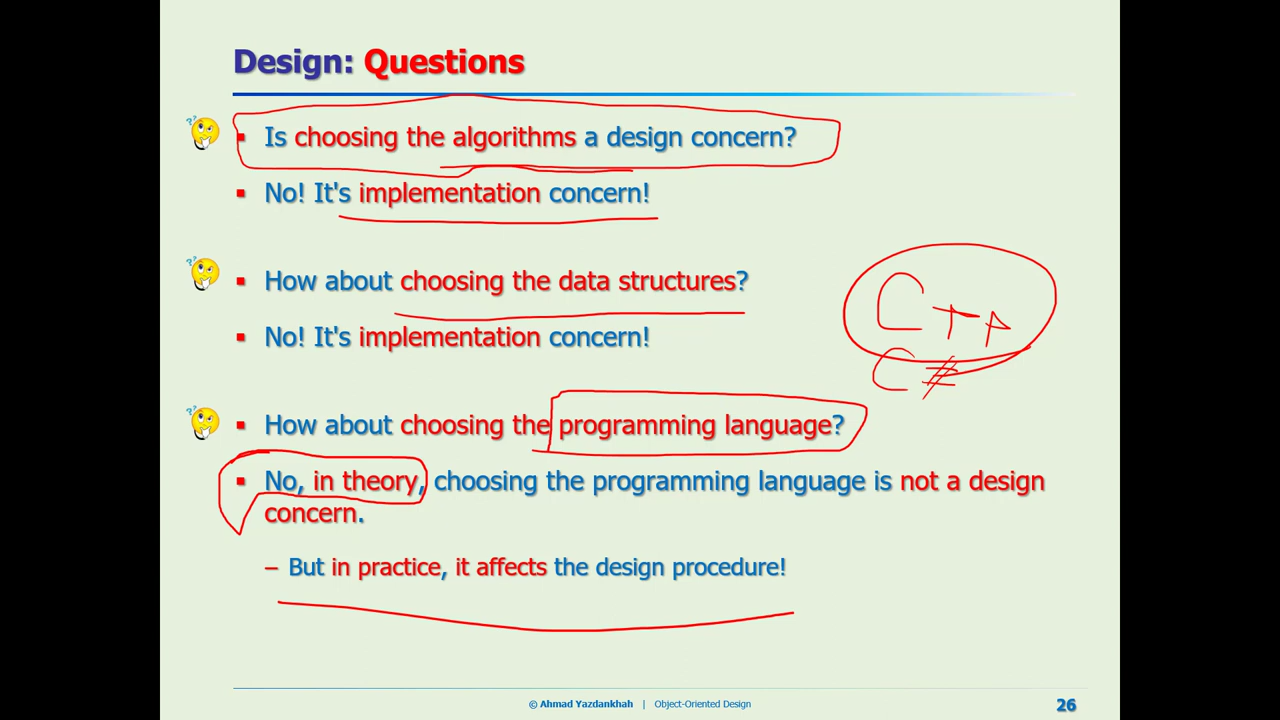 Design: Questions
Is choosing the algorithms a design concern?
No! It's implementation concern!
How about choosing the data structures?
No! It's implementation concern!
C++
C#
How about choosing the programming language?
No, in theory, choosing the programming language is not a design
concern.
– But in practice, it affects the design procedure!
© Ahmad Yazdankhah | Object-Oriented Design
26